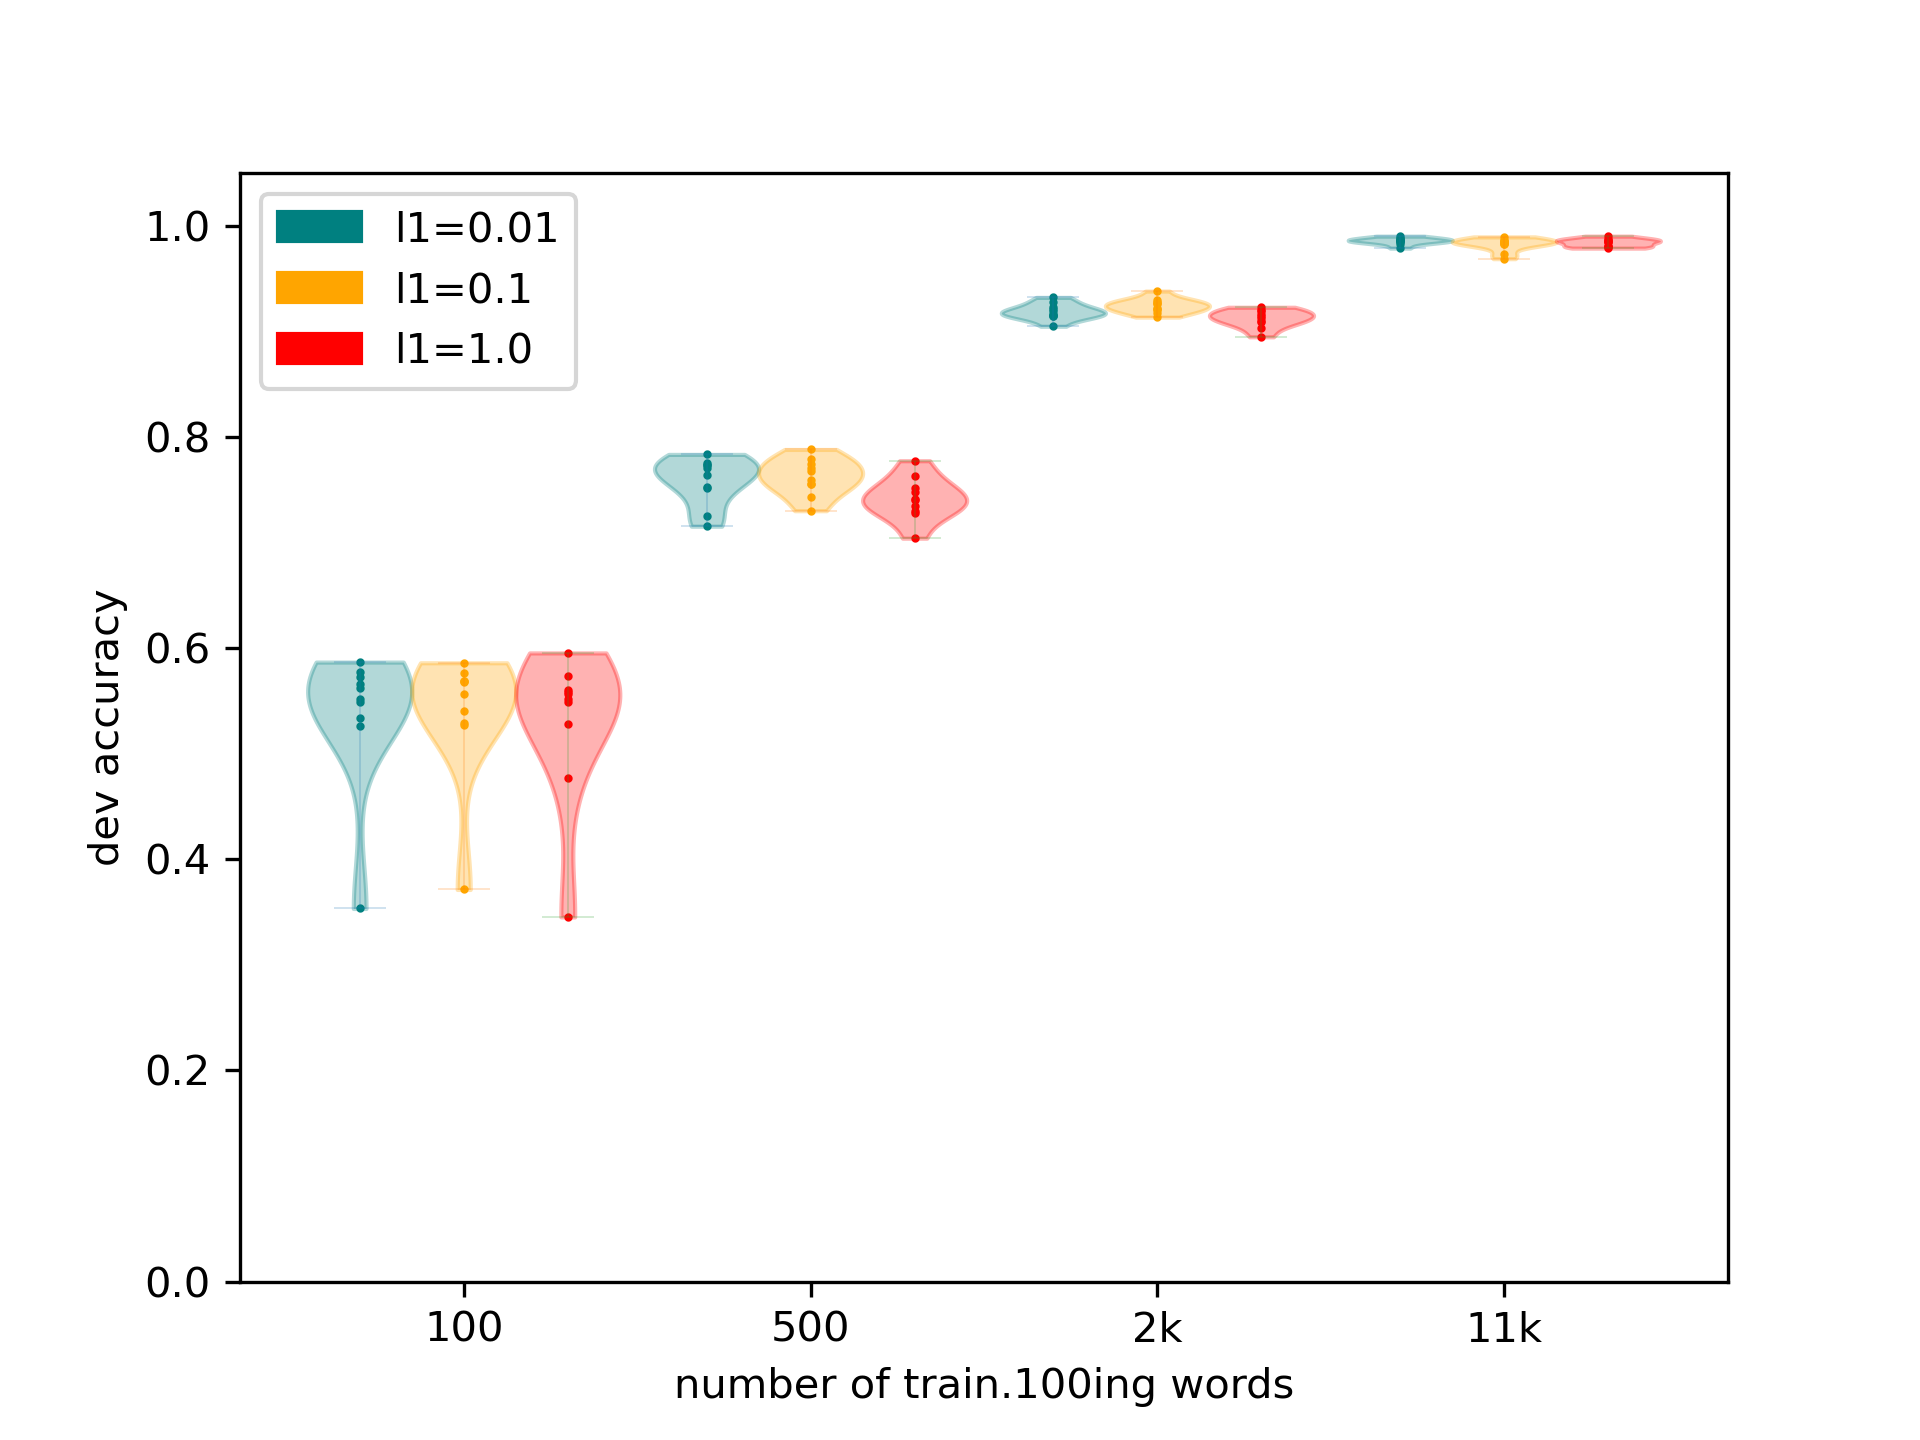 l1=0.01
l1=0.1
l1=1.0
1.0
0.8
0.6
0.4
0.2
0.0
dev accuracy
100 500 2k 11k
number of train.100ing words